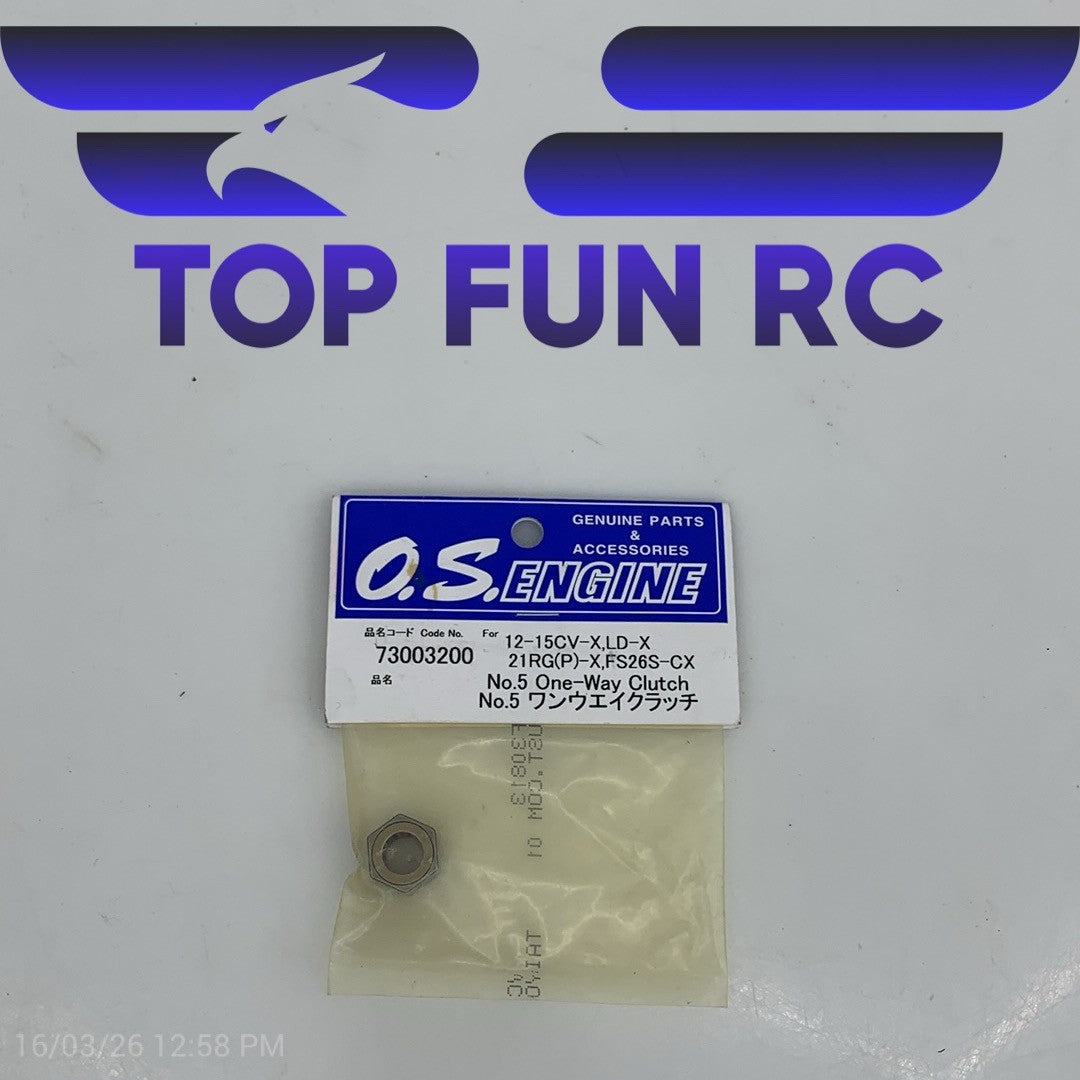 TOP FUN RC
GENUINE PARTS
&
ACCESSORIES
O.S.ENGINE
品名コード Code No. For 12-15CV-X,LD-X
73003200 21RG(P)-X,FS26S-CX
品名 No.5 One-Way Clutch
No.5 ワンウエイクラッチ
16/03/26 12:58 PM